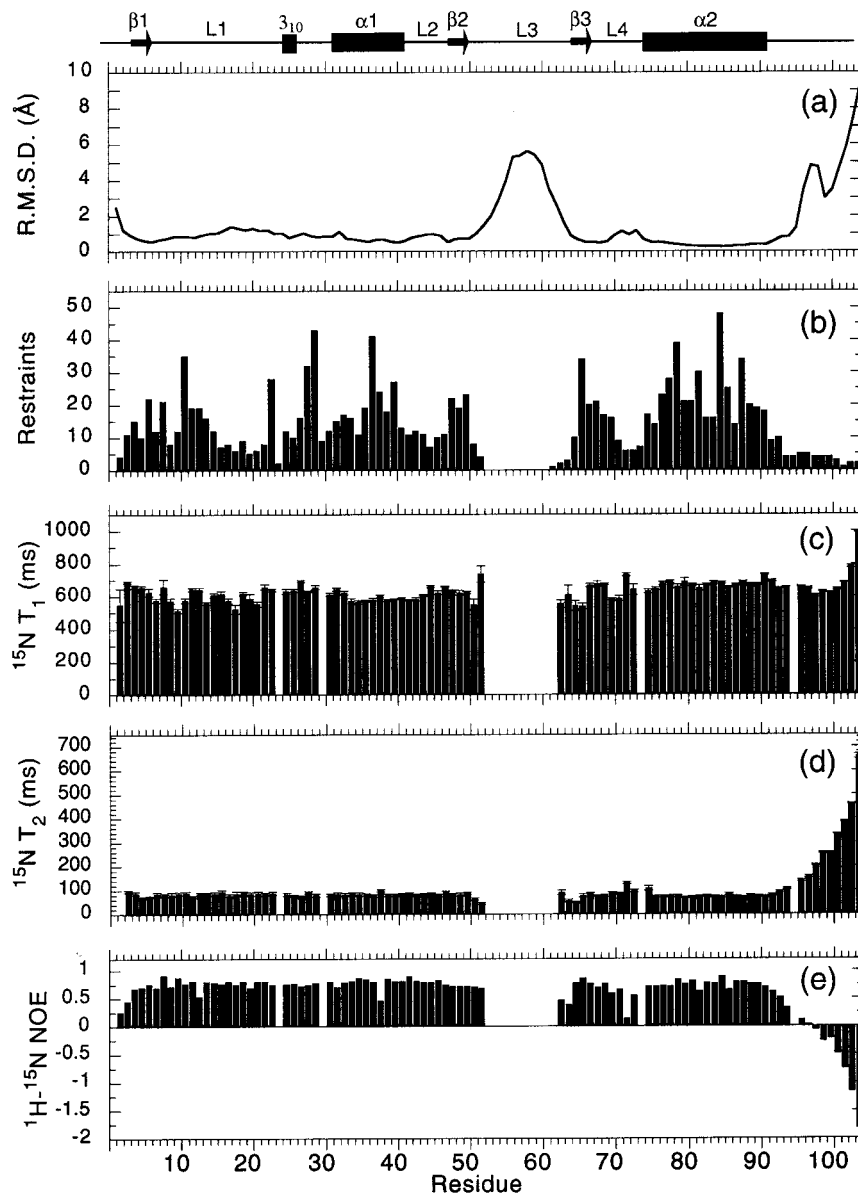 β1 L1 3₁₀ α1 L2 β2 L3 β3 L4 α2
(a)
R.M.S.D. (Å)
10
8
6
4
2
0
(b)
Restraints
50
40
30
20
10
0
(c)
¹⁵N T₁ (ms)
1000
800
600
400
200
0
(d)
¹⁵N T₂ (ms)
700
600
500
400
300
200
100
0
(e)
¹H-¹⁵N NOE
1
0.5
0
-0.5
-1
-1.5
-2
10 20 30 40 50 60 70 80 90 100
Residue